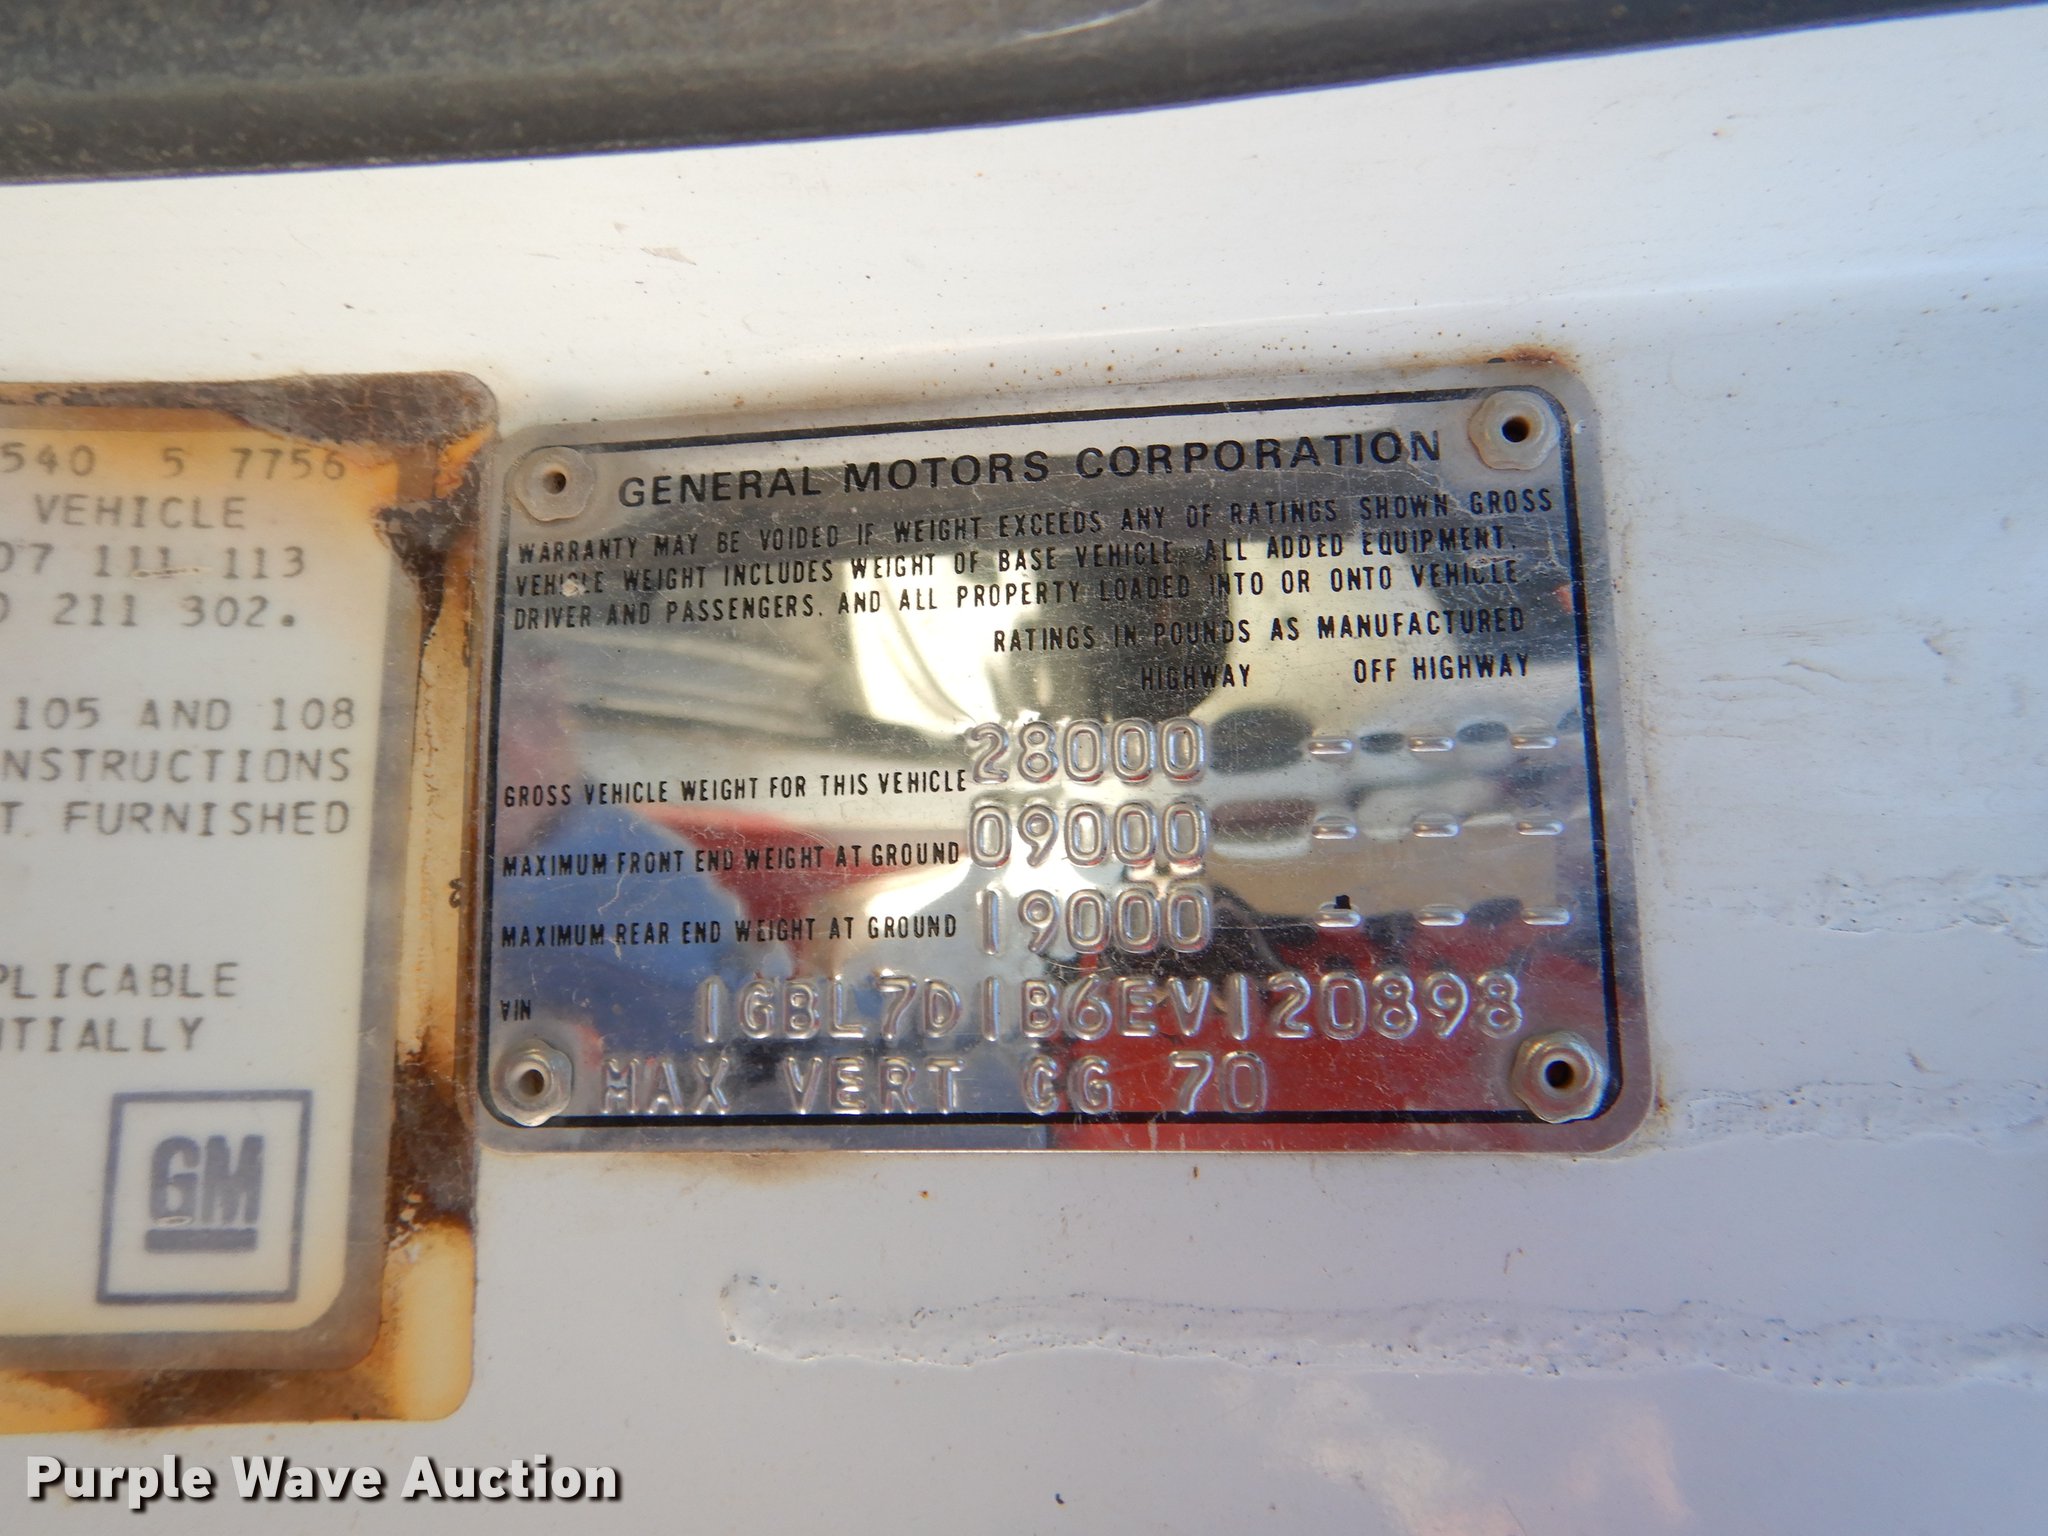 540 5 7756
VEHICLE
07 111 113
211 302.
105 AND 108
NSTRUCTIONS
T FURNISHED
PLICABLE
NTIALLY
GM
GENERAL MOTORS CORPORATION
WARRANTY MAY BE VOIDED IF WEIGHT EXCEEDS ANY OF RATINGS SHOWN GROSS
VEHICLE WEIGHT INCLUDES WEIGHT OF BASE VEHICLE. ALL ADDED EQUIPMENT.
DRIVER AND PASSENGERS. AND ALL PROPERTY LOADED INTO OR ONTO VEHICLE.
RATINGS IN POUNDS AS MANUFACTURED
HIGHWAY OFF HIGHWAY
GROSS VEHICLE WEIGHT FOR THIS VEHICLE 28000 - - -
MAXIMUM FRONT END WEIGHT AT GROUND 09000 - - -
MAXIMUM REAR END WEIGHT AT GROUND 19000 - - -
VIN 1GBL7D1B6EV120898
MAX VERT CG 70
Purple Wave Auction